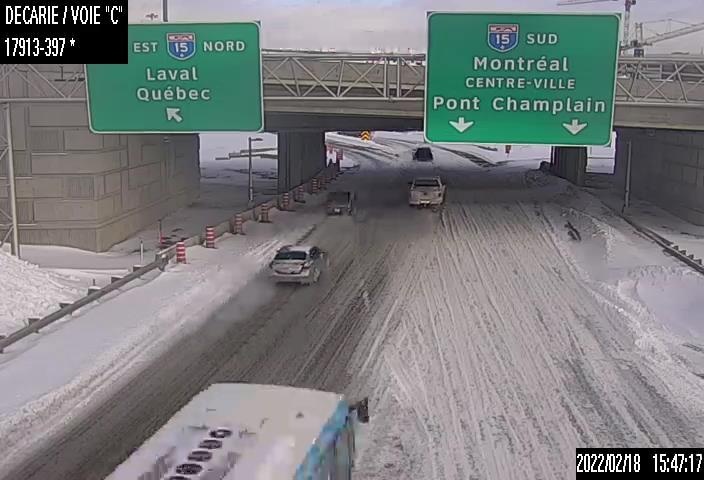 DECARIE / VOIE "C"
17913-397 *
EST 15 NORD
Laval
Québec
15 SUD
Montréal
CENTRE-VILLE
Pont Champlain
2022/02/18 15:47:17